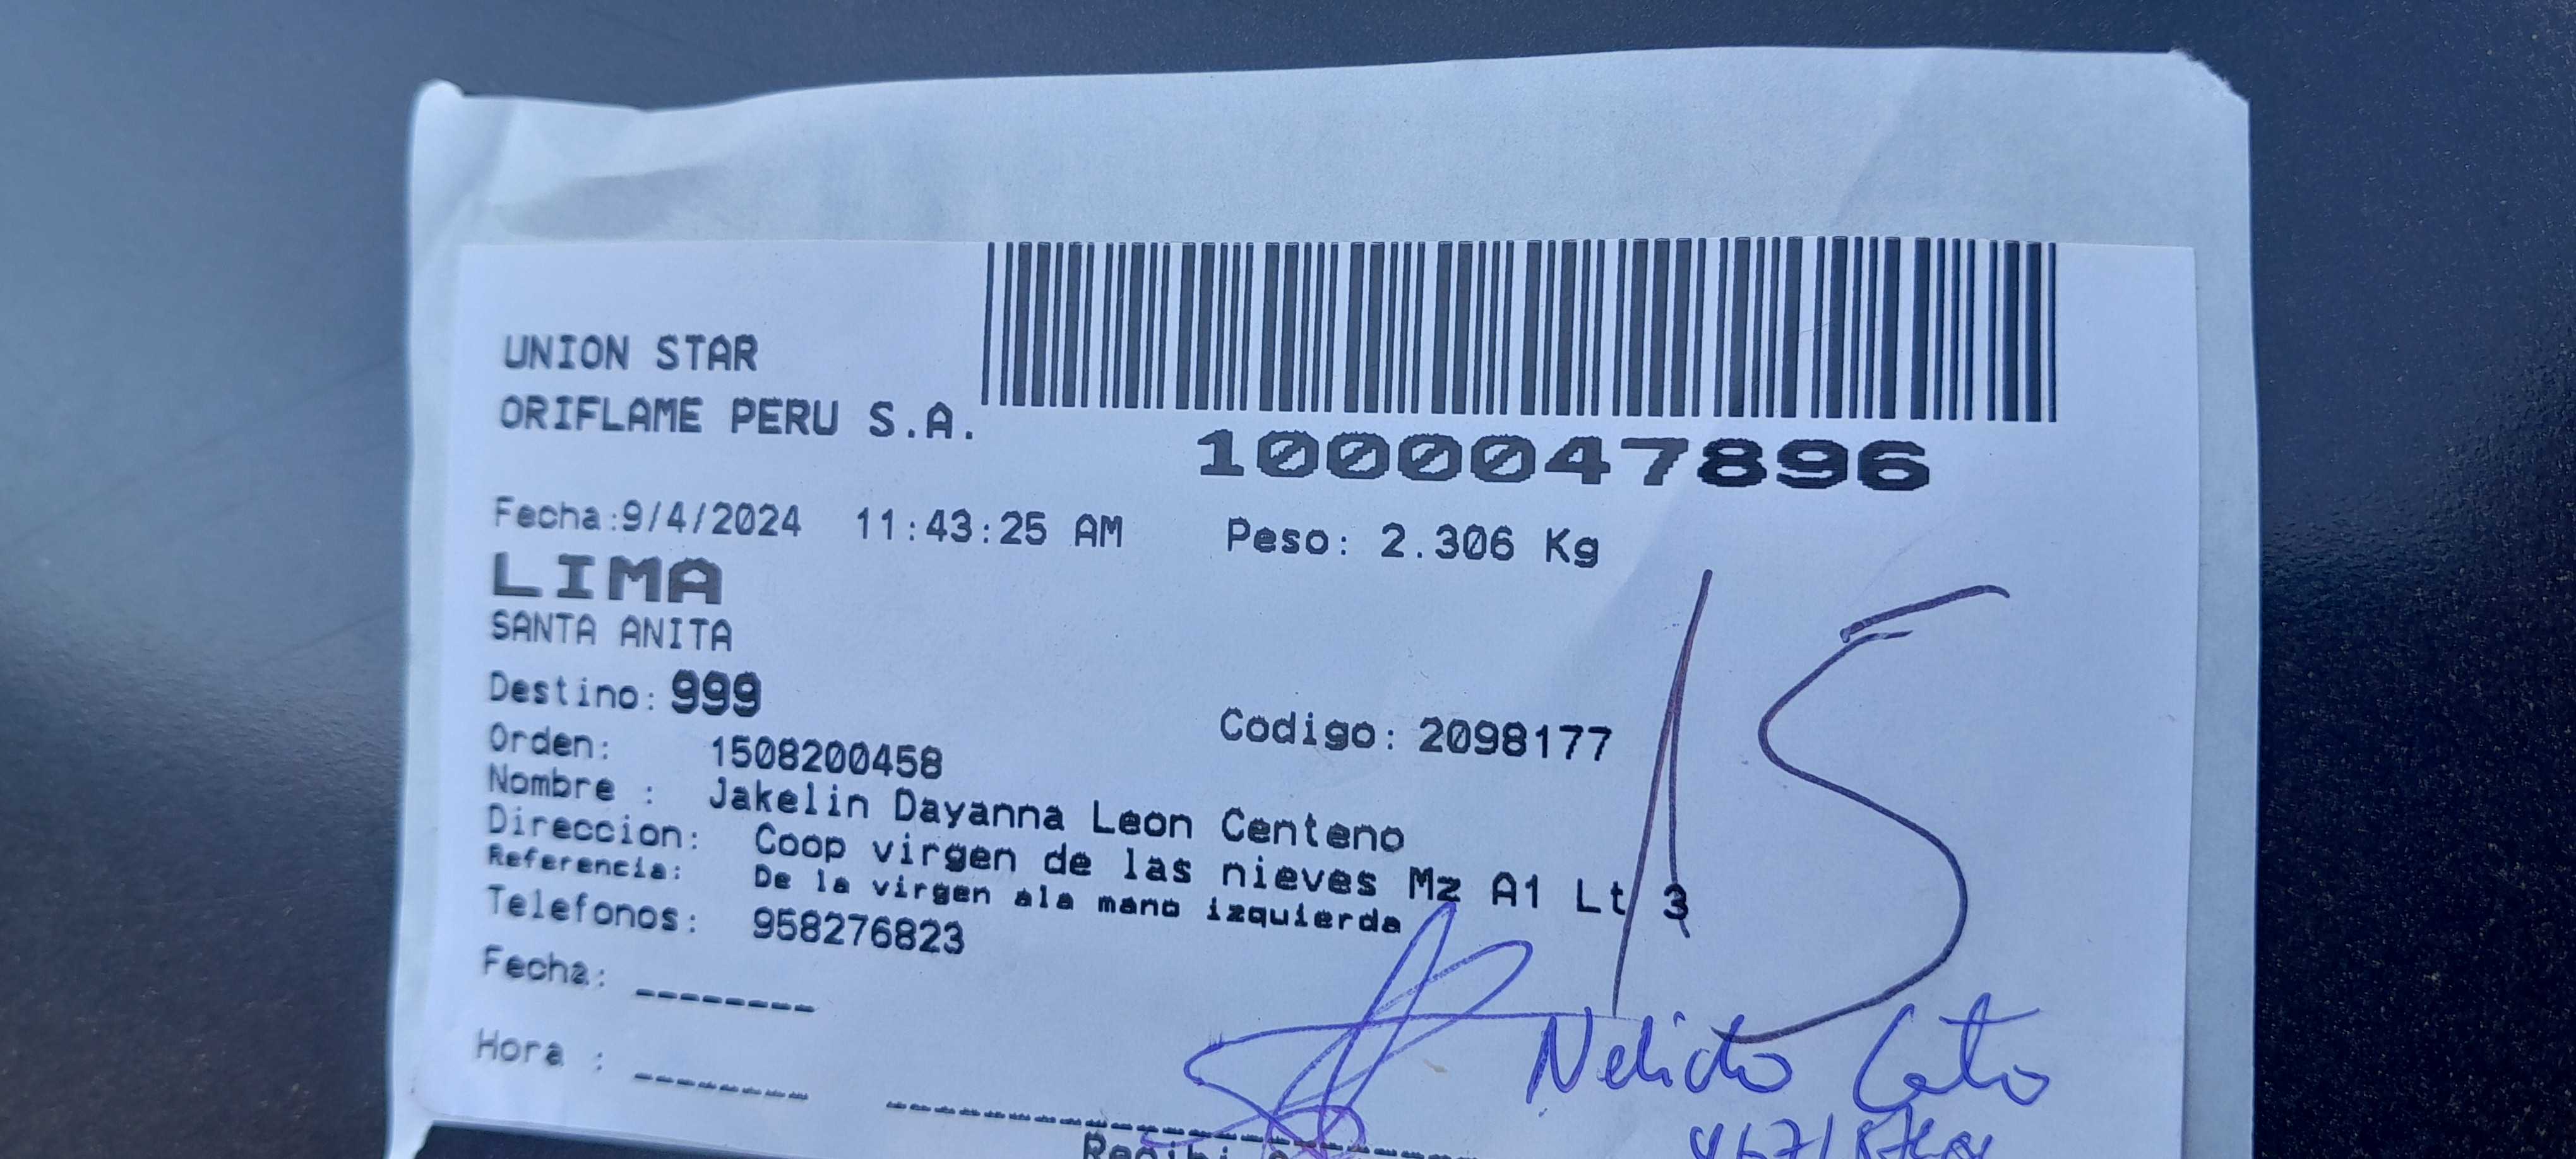 UNION STAR
ORIFLAME PERU S.A.
1000047896
Fecha:9/4/2024 11:43:25 AM Peso: 2.306 Kg
LIMA
SANTA ANITA
Destino: 999
Codigo: 2098177
Orden: 1508200458
Nombre : Jakelin Dayanna Leon Centeno
Direccion: Coop virgen de las nieves Mz A1 Lt 3
Referencia: De la virgen ala mano izquierda
Telefonos: 958276823
15
Fecha: --------
Hora : --------